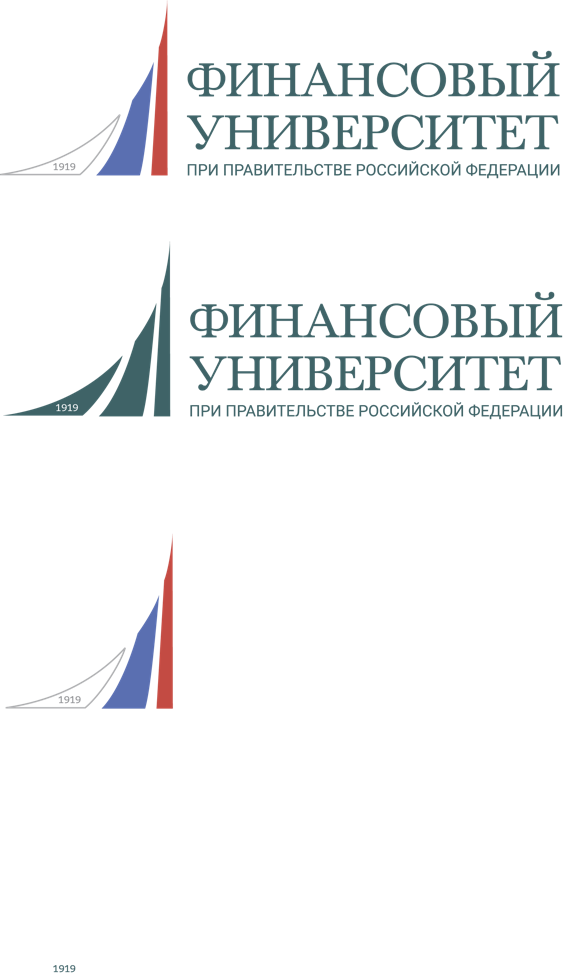 ФИНАНСОВЫЙ
УНИВЕРСИТЕТ
1919
ПРИ ПРАВИТЕЛЬСТВЕ РОССИЙСКОЙ ФЕДЕРАЦИИ
ФИНАНСОВЫЙ
УНИВЕРСИТЕТ
1919
ПРИ ПРАВИТЕЛЬСТВЕ РОССИЙСКОЙ ФЕДЕРАЦИИ
1919
1919